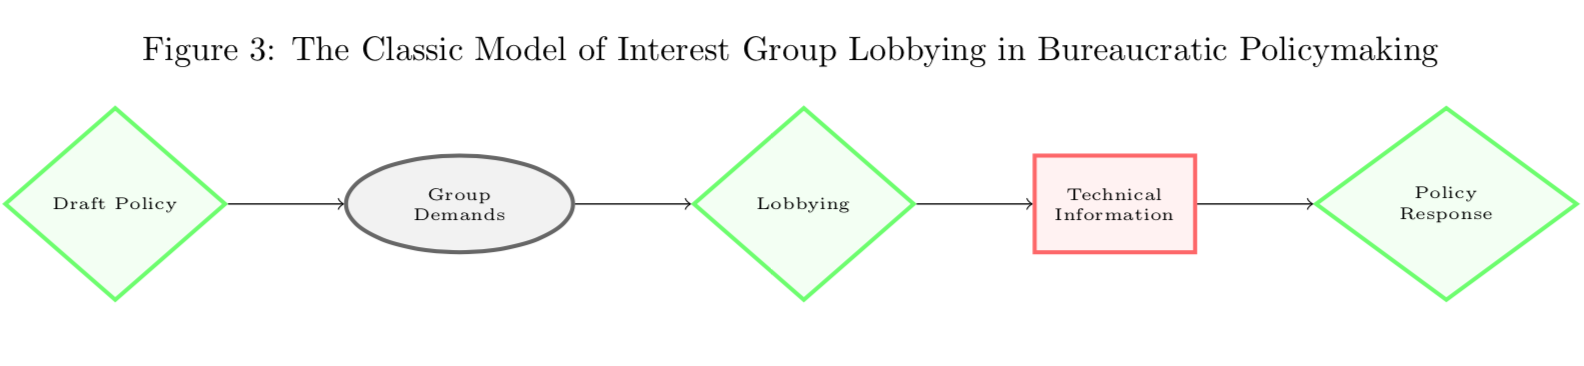 Figure 3: The Classic Model of Interest Group Lobbying in Bureaucratic Policymaking
Draft Policy
Group
Demands
Lobbying
Technical
Information
Policy
Response